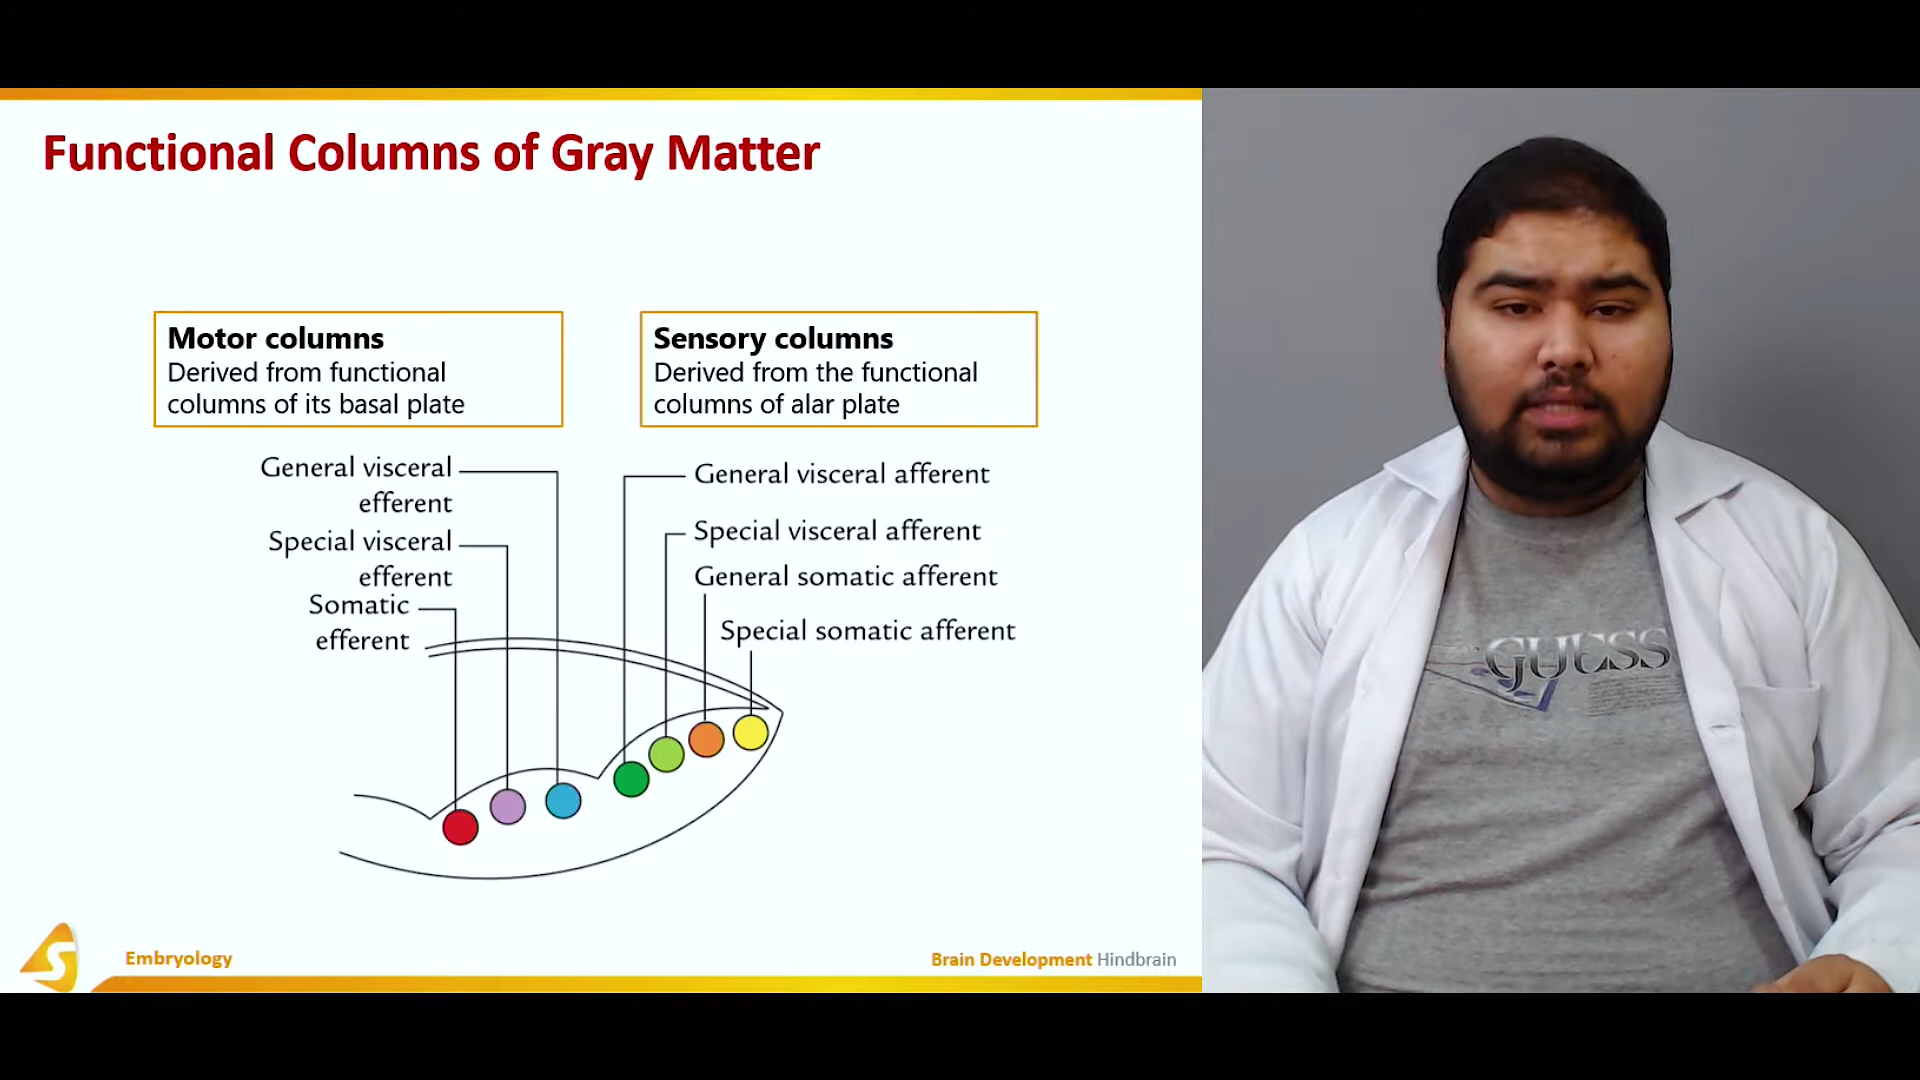 Functional Columns of Gray Matter
Motor columns
Derived from functional
columns of its basal plate
Sensory columns
Derived from the functional
columns of alar plate
General visceral
efferent
Special visceral
efferent
Somatic
efferent
General visceral afferent
Special visceral afferent
General somatic afferent
Special somatic afferent
S
Embryology
Brain Development Hindbrain
GUESS